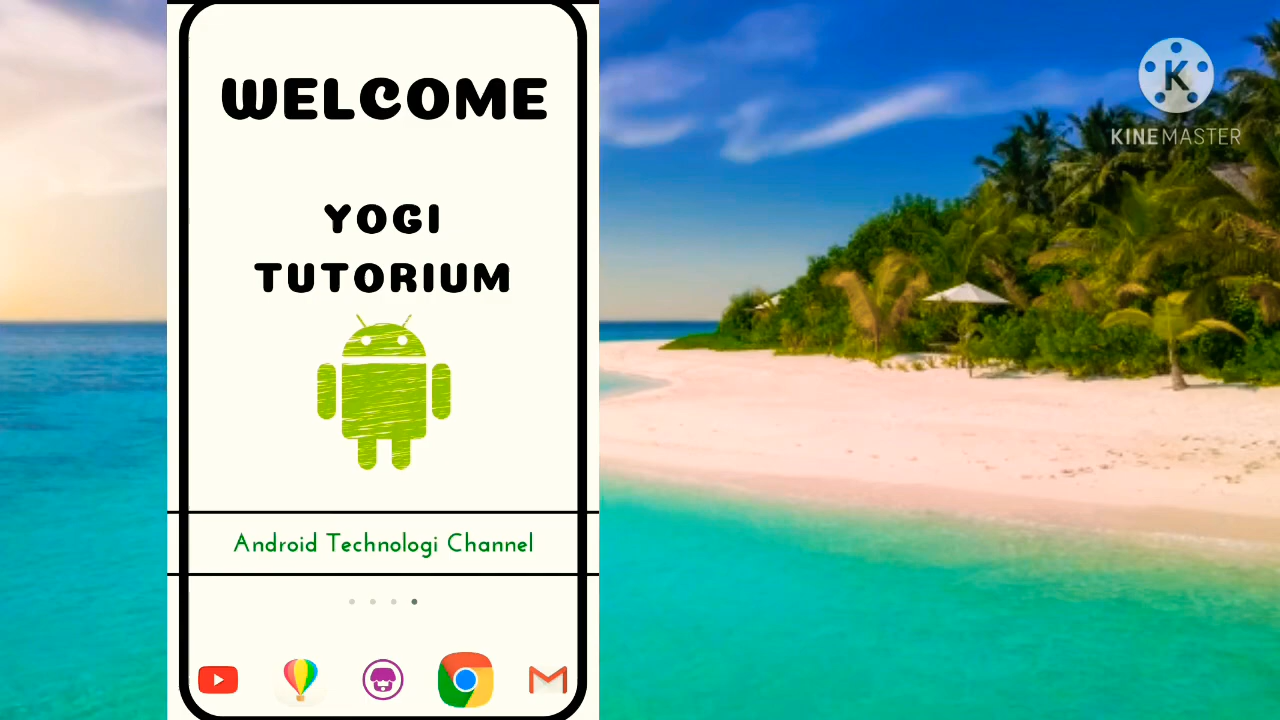 WELCOME
YOGI
TUTORIUM
Android Technologi Channel
K
KINEMASTER